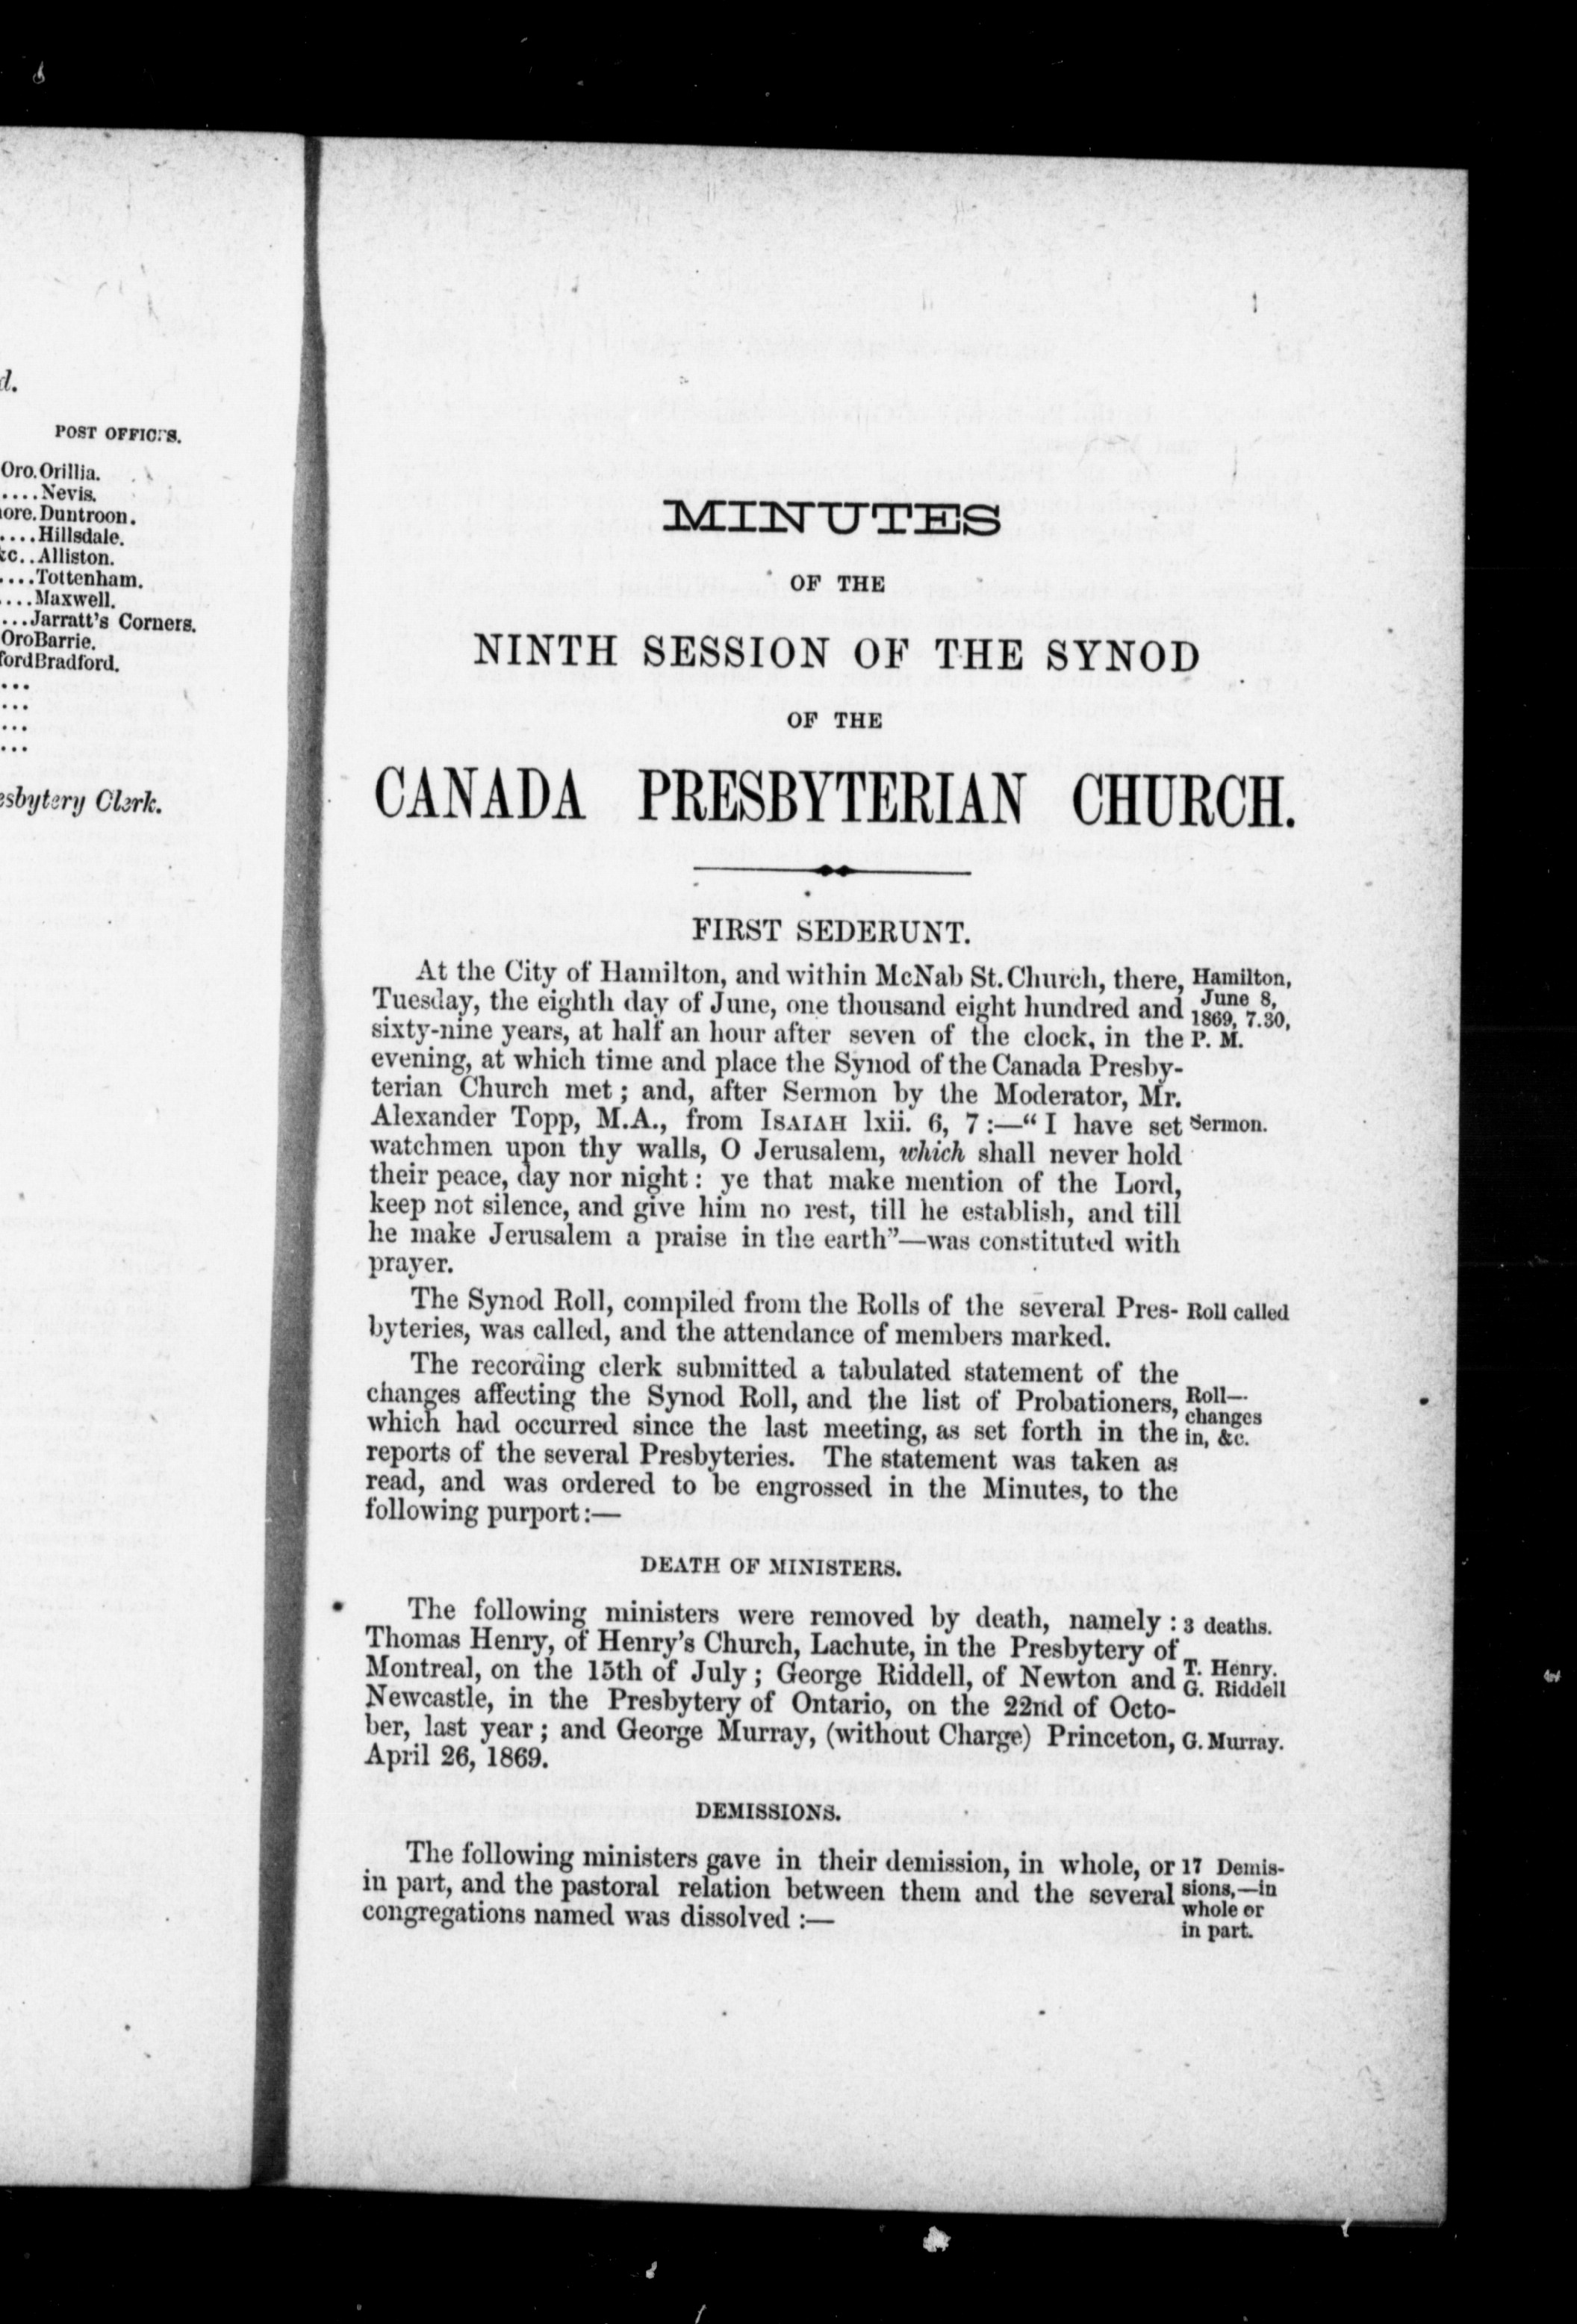 d.
POST OFFICES.
Oro.Orillia.
....Nevis.
ore.Duntroon.
....Hillsdale.
&c..Alliston.
....Tottenham.
....Maxwell.
...Jarratt's Corners.
OroBarrie.
fordBradford.
...
...
...
...
esbytery Clerk.
MINUTES
OF THE
NINTH SESSION OF THE SYNOD
OF THE
CANADA PRESBYTERIAN CHURCH.
FIRST SEDERUNT.
At the City of Hamilton, and within McNab St. Church, there, Hamilton,
Tuesday, the eighth day of June, one thousand eight hundred and June 8,
1869, 7.30,
sixty-nine years, at half an hour after seven of the clock, in the P. M.
evening, at which time and place the Synod of the Canada Presby-
terian Church met; and, after Sermon by the Moderator, Mr.
Alexander Topp, M.A., from ISAIAH lxii. 6, 7:—“I have set Sermon.
watchmen upon thy walls, O Jerusalem, which shall never hold
their peace, day nor night: ye that make mention of the Lord,
keep not silence, and give him no rest, till he establish, and till
he make Jerusalem a praise in the earth”—was constituted with
prayer.
The Synod Roll, compiled from the Rolls of the several Pres- Roll called
byteries, was called, and the attendance of members marked.
The recording clerk submitted a tabulated statement of the
changes affecting the Synod Roll, and the list of Probationers, Roll—
changes
which had occurred since the last meeting, as set forth in the in, &c.
reports of the several Presbyteries. The statement was taken as
read, and was ordered to be engrossed in the Minutes, to the
following purport:—
DEATH OF MINISTERS.
The following ministers were removed by death, namely: 3 deaths.
Thomas Henry, of Henry's Church, Lachute, in the Presbytery of
Montreal, on the 15th of July; George Riddell, of Newton and T. Henry.
G. Riddell
Newcastle, in the Presbytery of Ontario, on the 22nd of Octo-
ber, last year; and George Murray, (without Charge) Princeton, G. Murray.
April 26, 1869.
DEMISSIONS.
The following ministers gave in their demission, in whole, or 17 Demis-
in part, and the pastoral relation between them and the several sions,—in
congregations named was dissolved:— whole or
in part.